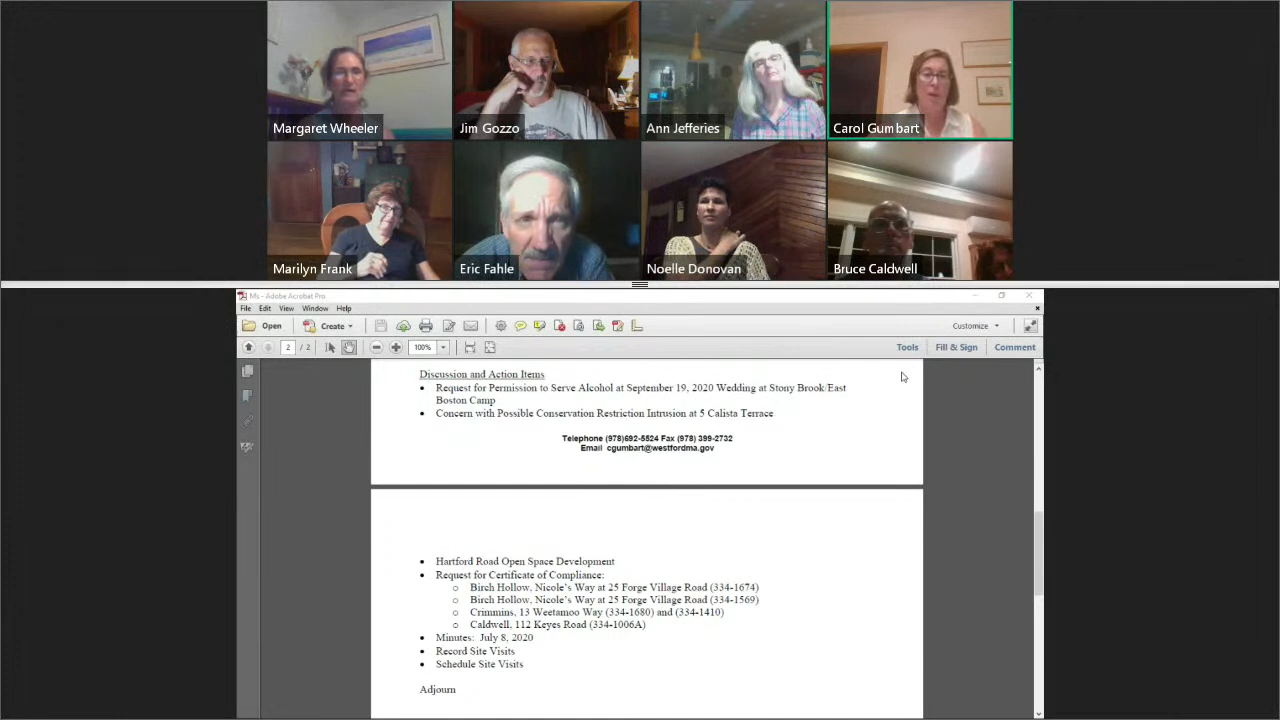 Margaret Wheeler
Jim Gozzo
Ann Jefferies
Carol Gumbart
Marilyn Frank
Eric Fahle
Noelle Donovan
Bruce Caldwell
Ms - Adobe Acrobat Pro
File Edit View Window Help
Open Create Customize
2 / 2 100% Tools Fill & Sign Comment
Discussion and Action Items
• Request for Permission to Serve Alcohol at September 19, 2020 Wedding at Stony Brook/East
Boston Camp
• Concern with Possible Conservation Restriction Intrusion at 5 Calista Terrace
Telephone (978)692-5524 Fax (978) 399-2732
Email cgumbart@westfordma.gov
• Hartford Road Open Space Development
• Request for Certificate of Compliance:
o Birch Hollow, Nicole's Way at 25 Forge Village Road (334-1674)
o Birch Hollow, Nicole's Way at 25 Forge Village Road (334-1569)
o Crimmins, 13 Weetamoo Way (334-1680) and (334-1410)
o Caldwell, 112 Keyes Road (334-1006A)
• Minutes: July 8, 2020
• Record Site Visits
• Schedule Site Visits
Adjourn